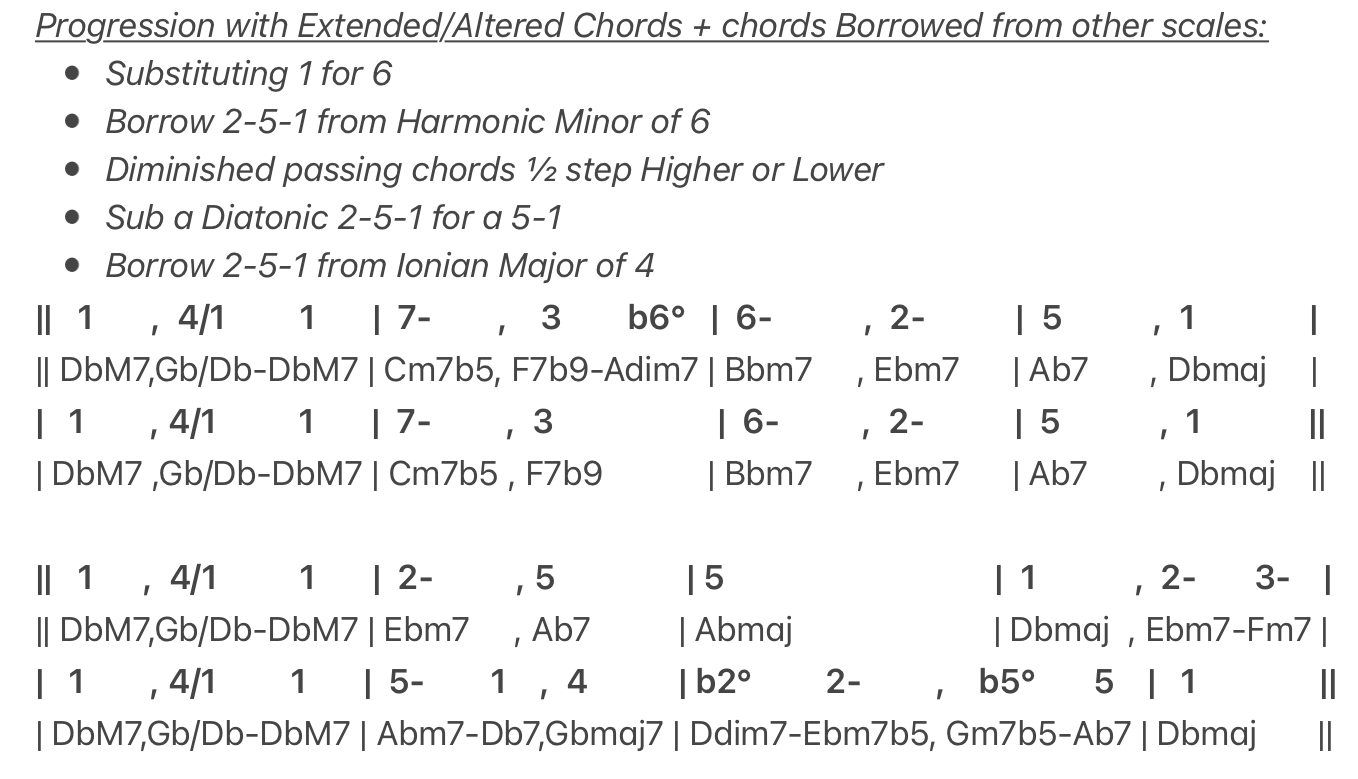 Progression with Extended/Altered Chords + chords Borrowed from other scales:
• Substituting 1 for 6
• Borrow 2-5-1 from Harmonic Minor of 6
• Diminished passing chords ½ step Higher or Lower
• Sub a Diatonic 2-5-1 for a 5-1
• Borrow 2-5-1 from Ionian Major of 4
|| 1 , 4/1 1 | 7- , 3 b6° | 6- , 2- | 5 , 1 |
|| DbM7,Gb/Db-DbM7 | Cm7b5, F7b9-Adim7 | Bbm7 , Ebm7 | Ab7 , Dbmaj |
| 1 , 4/1 1 | 7- , 3 | 6- , 2- | 5 , 1 ||
| DbM7 ,Gb/Db-DbM7 | Cm7b5 , F7b9 | Bbm7 , Ebm7 | Ab7 , Dbmaj ||
|| 1 , 4/1 1 | 2- , 5 | 5 | 1 , 2- 3- |
|| DbM7,Gb/Db-DbM7 | Ebm7 , Ab7 | Abmaj | Dbmaj , Ebm7-Fm7 |
| 1 , 4/1 1 | 5- 1 , 4 | b2° 2- , b5° 5 | 1 ||
| DbM7,Gb/Db-DbM7 | Abm7-Db7,Gbmaj7 | Ddim7-Ebm7b5, Gm7b5-Ab7 | Dbmaj ||